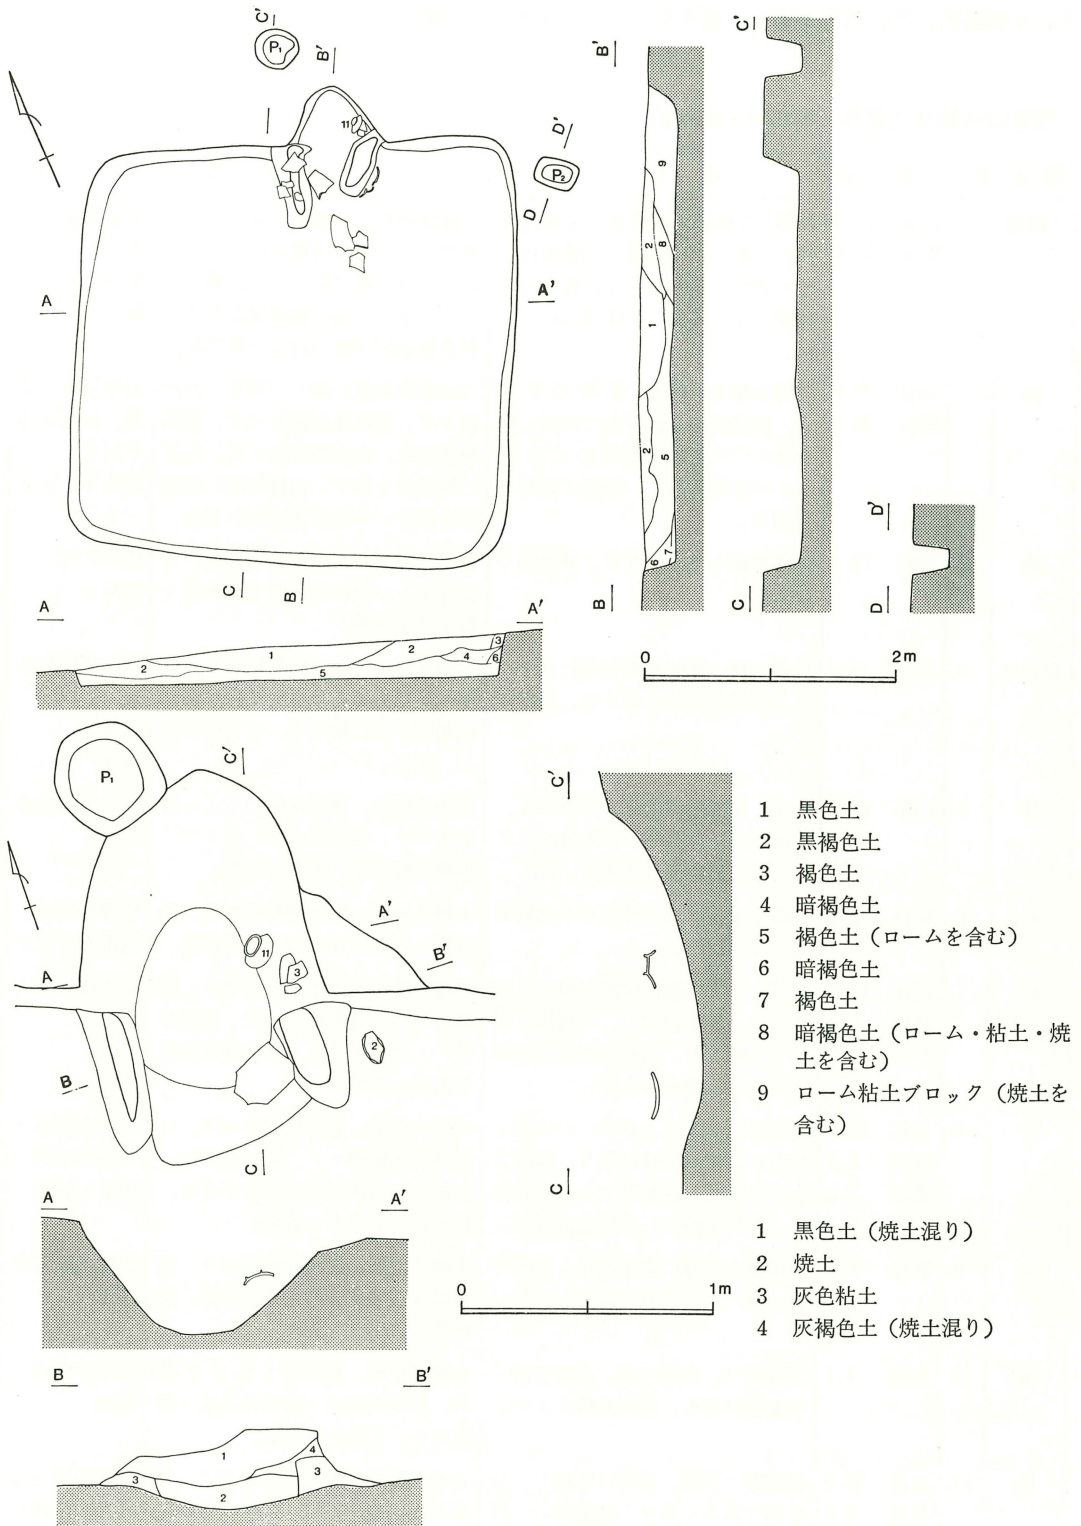 C'
P1
B'
11
D'
P2
D
A
A'
C
B
B'
9
2
8
1
2
5
6
7
B
C'
C
D'
D
A
A'
1
2
2
3
4
6
5
0
2m
P1
C'
A'
B'
A
11
3
2
B
C
C'
C
1 黒色土
2 黒褐色土
3 褐色土
4 暗褐色土
5 褐色土（ロームを含む）
6 暗褐色土
7 褐色土
8 暗褐色土（ローム・粘土・焼
土を含む）
9 ローム粘土ブロック（焼土を
含む）
A
A'
0
1m
1 黒色土（焼土混り）
2 焼土
3 灰色粘土
4 灰褐色土（焼土混り）
B
B'
1
4
3
3
2